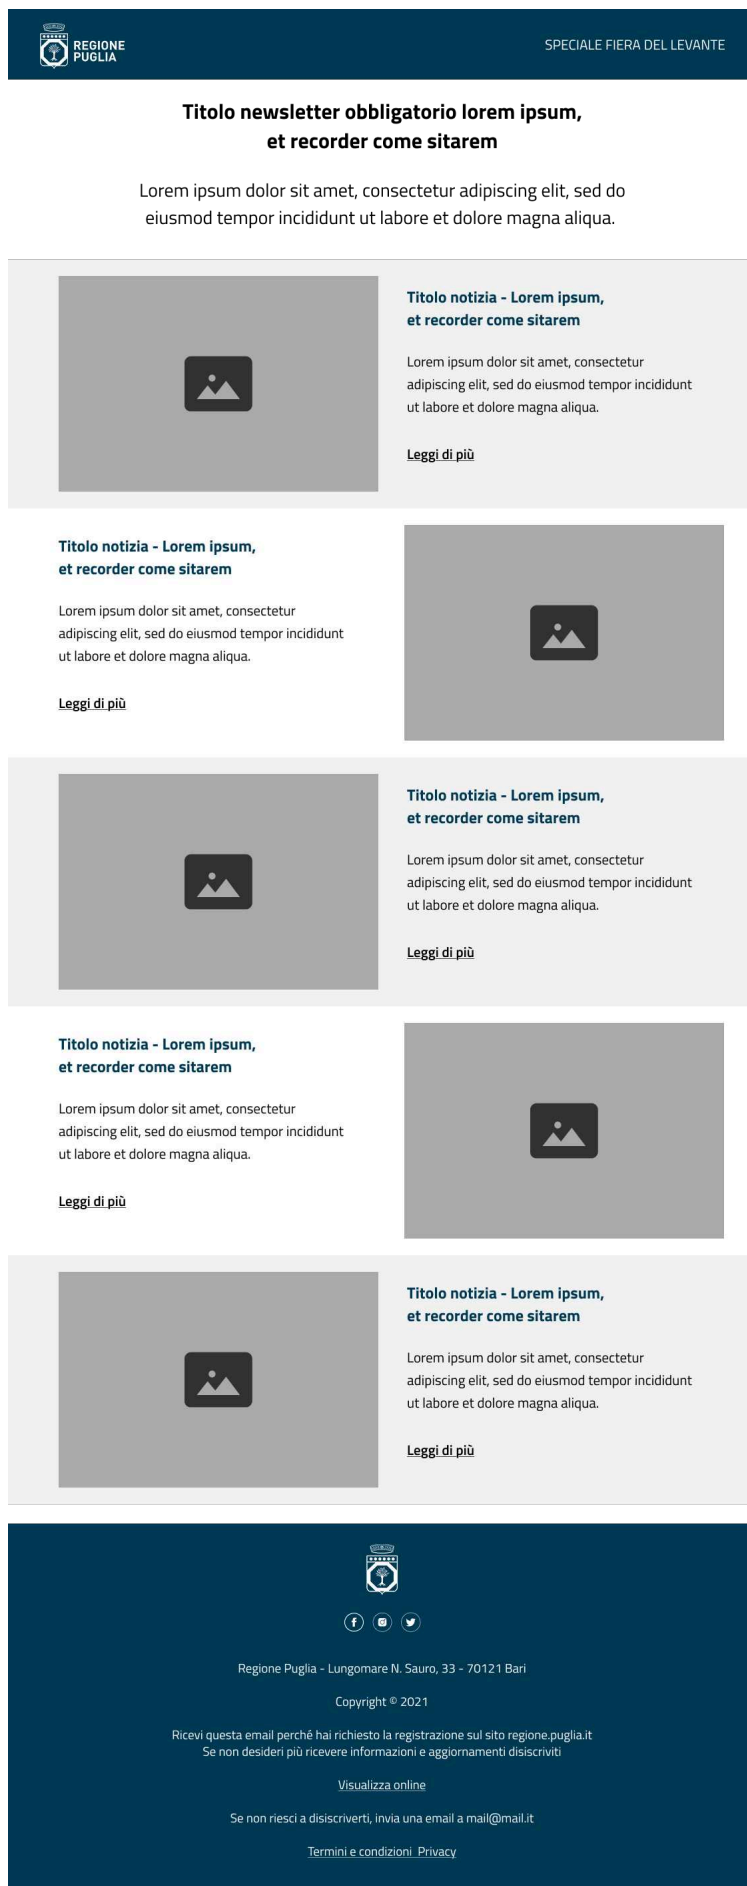 REGIONE
PUGLIA
SPECIALE FIERA DEL LEVANTE
Titolo newsletter obbligatorio lorem ipsum,
et recorder come sitarem
Lorem ipsum dolor sit amet, consectetur adipiscing elit, sed do
eiusmod tempor incididunt ut labore et dolore magna aliqua.
Titolo notizia - Lorem ipsum,
et recorder come sitarem
Lorem ipsum dolor sit amet, consectetur
adipiscing elit, sed do eiusmod tempor incididunt
ut labore et dolore magna aliqua.
Leggi di più
Titolo notizia - Lorem ipsum,
et recorder come sitarem
Lorem ipsum dolor sit amet, consectetur
adipiscing elit, sed do eiusmod tempor incididunt
ut labore et dolore magna aliqua.
Leggi di più
Titolo notizia - Lorem ipsum,
et recorder come sitarem
Lorem ipsum dolor sit amet, consectetur
adipiscing elit, sed do eiusmod tempor incididunt
ut labore et dolore magna aliqua.
Leggi di più
Titolo notizia - Lorem ipsum,
et recorder come sitarem
Lorem ipsum dolor sit amet, consectetur
adipiscing elit, sed do eiusmod tempor incididunt
ut labore et dolore magna aliqua.
Leggi di più
Titolo notizia - Lorem ipsum,
et recorder come sitarem
Lorem ipsum dolor sit amet, consectetur
adipiscing elit, sed do eiusmod tempor incididunt
ut labore et dolore magna aliqua.
Leggi di più
Regione Puglia - Lungomare N. Sauro, 33 - 70121 Bari
Copyright © 2021
Ricevi questa email perché hai richiesto la registrazione sul sito regione.puglia.it
Se non desideri più ricevere informazioni e aggiornamenti disiscriviti
Visualizza online
Se non riesci a disiscriverti, invia una email a mail@mail.it
Termini e condizioni Privacy